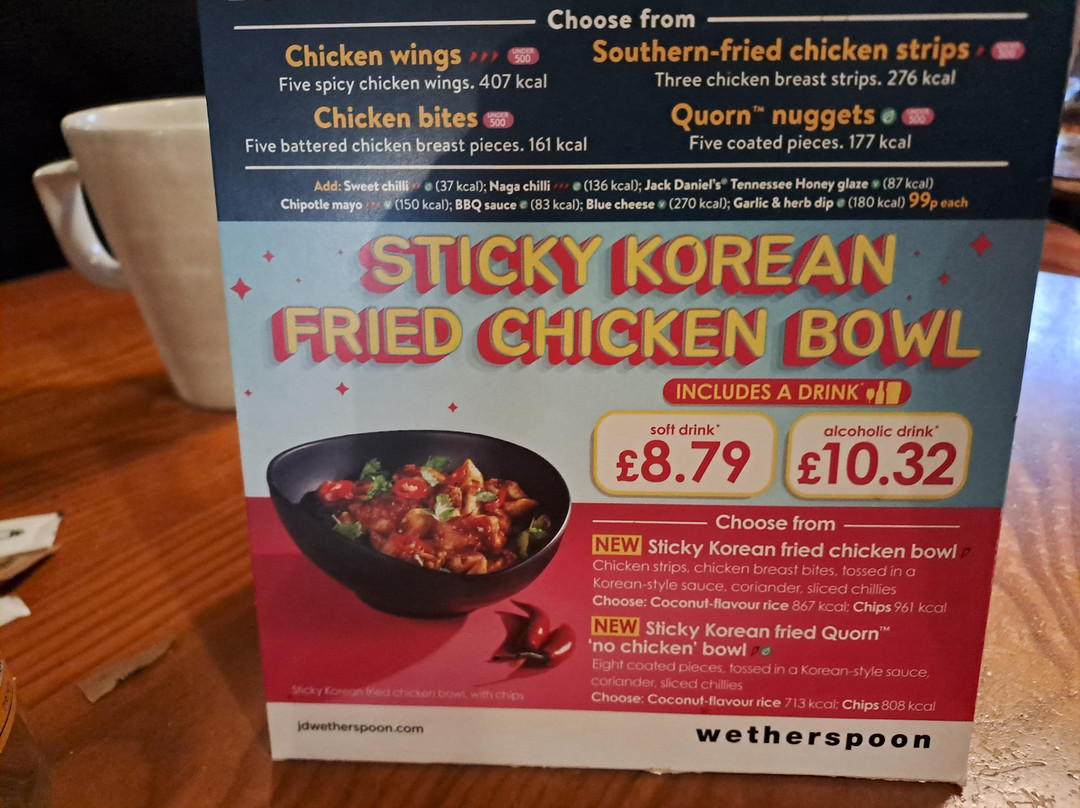 Choose from
Chicken wings UNDER 500
Southern-fried chicken strips
Five spicy chicken wings. 407 kcal
Three chicken breast strips. 276 kcal
Chicken bites UNDER 500
Quorn™ nuggets UNDER 500
Five battered chicken breast pieces. 161 kcal
Five coated pieces. 177 kcal
Add: Sweet chilli (37 kcal); Naga chilli (136 kcal); Jack Daniel's® Tennessee Honey glaze (87 kcal)
Chipotle mayo (150 kcal); BBQ sauce (83 kcal); Blue cheese (270 kcal); Garlic & herb dip (180 kcal) 99p each
STICKY KOREAN
FRIED CHICKEN BOWL
INCLUDES A DRINK*
soft drink*
£8.79
alcoholic drink*
£10.32
Choose from
NEW Sticky Korean fried chicken bowl
Chicken strips, chicken breast bites, tossed in a
Korean-style sauce, coriander, sliced chillies
Choose: Coconut-flavour rice 867 kcal; Chips 961 kcal
NEW Sticky Korean fried Quorn™
'no chicken' bowl
Eight coated pieces, tossed in a Korean-style sauce,
coriander, sliced chillies
Choose: Coconut-flavour rice 713 kcal; Chips 808 kcal
Sticky Korean fried chicken bowl, with chips
jdwetherspoon.com
wetherspoon